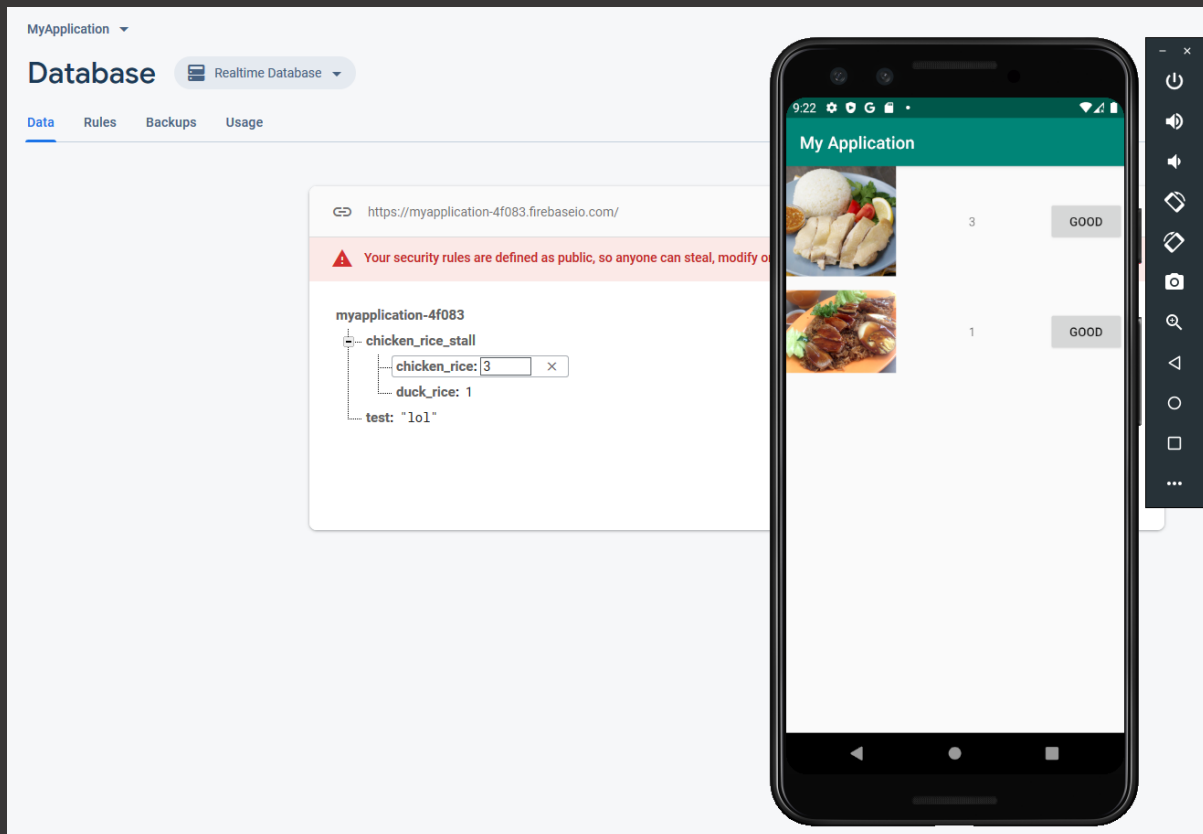 MyApplication
Database
Realtime Database
Data Rules Backups Usage
https://myapplication-4f083.firebaseio.com/
Your security rules are defined as public, so anyone can steal, modify o
myapplication-4f083
chicken_rice_stall
chicken_rice: 3
duck_rice: 1
test: "lol"
9:22
My Application
3 GOOD
1 GOOD